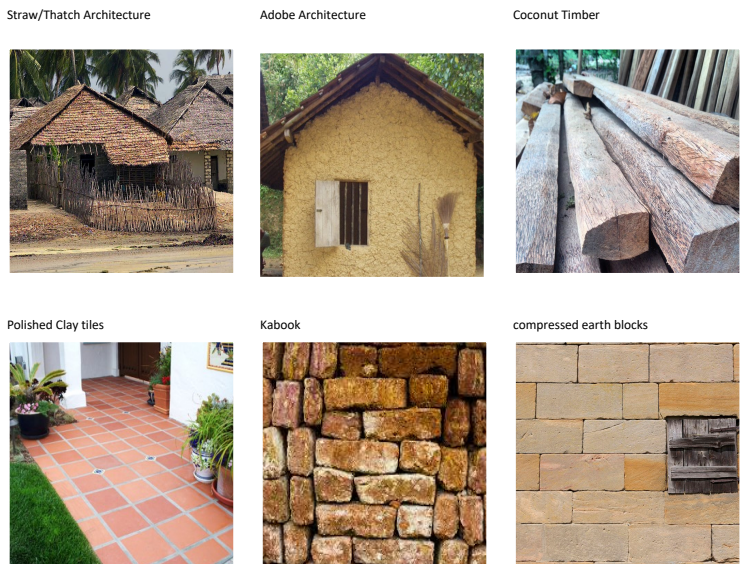 Straw/Thatch Architecture
Adobe Architecture
Coconut Timber
Polished Clay tiles
Kabook
compressed earth blocks